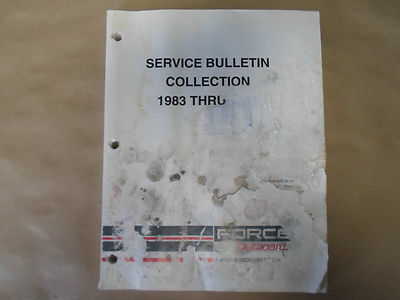 SERVICE BULLETIN
COLLECTION
1983 THRU
FORCE
Outboards